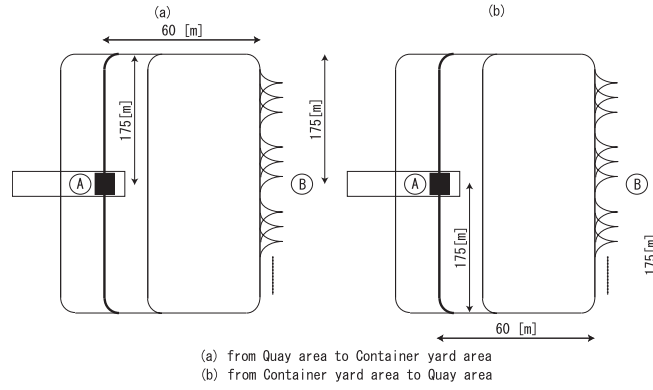 (a)
(b)
60 [m]
175[m]
175[m]
A
B
A
B
175[m]
175[m]
60 [m]
(a) from Quay area to Container yard area
(b) from Container yard area to Quay area